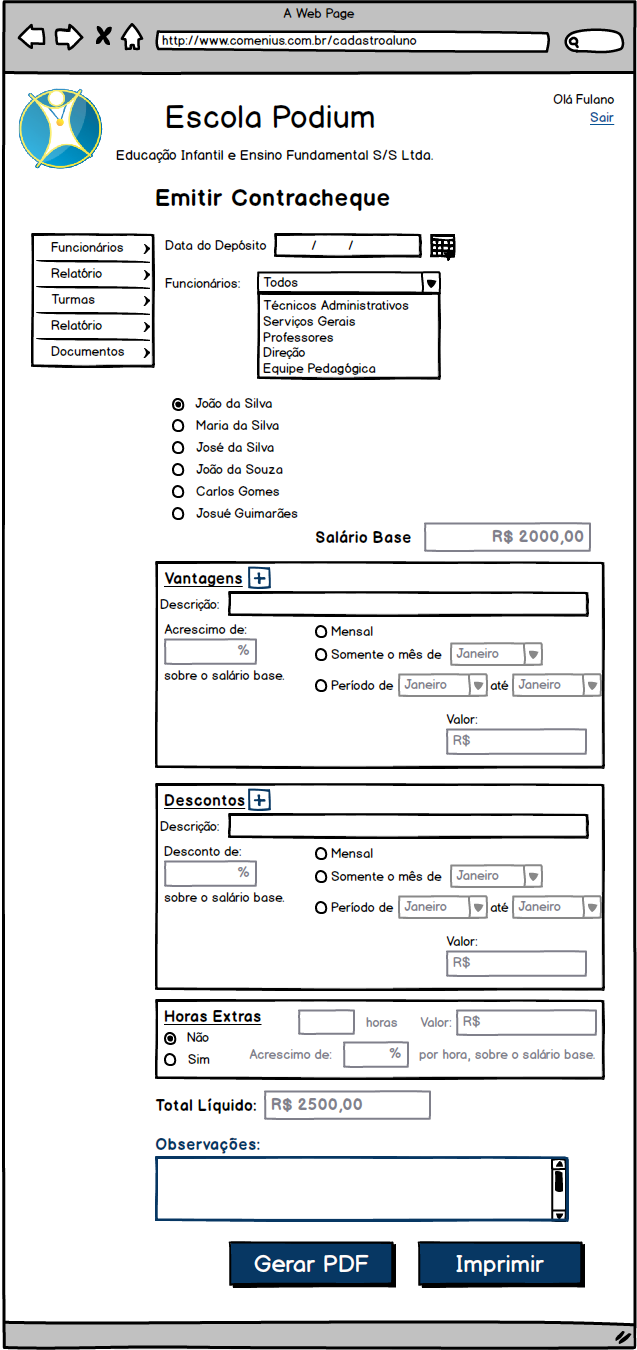 A Web Page
http://www.comenius.com.br/cadastroaluno
Olá Fulano
Sair
Escola Podium
Educação Infantil e Ensino Fundamental S/S Ltda.
Emitir Contracheque
Funcionários
Relatório
Turmas
Relatório
Documentos
Data do Depósito / /
Funcionários: Todos
Técnicos Administrativos
Serviços Gerais
Professores
Direção
Equipe Pedagógica
João da Silva
Maria da Silva
José da Silva
João da Souza
Carlos Gomes
Josué Guimarães
Salário Base R$ 2000,00
Vantagens +
Descrição:
Acrescimo de:
%
sobre o salário base.
Mensal
Somente o mês de Janeiro
Período de Janeiro até Janeiro
Valor:
R$
Descontos +
Descrição:
Desconto de:
%
sobre o salário base.
Mensal
Somente o mês de Janeiro
Período de Janeiro até Janeiro
Valor:
R$
Horas Extras
Não
Sim
horas Valor: R$
Acrescimo de: % por hora, sobre o salário base.
Total Líquido: R$ 2500,00
Observações:
Gerar PDF
Imprimir